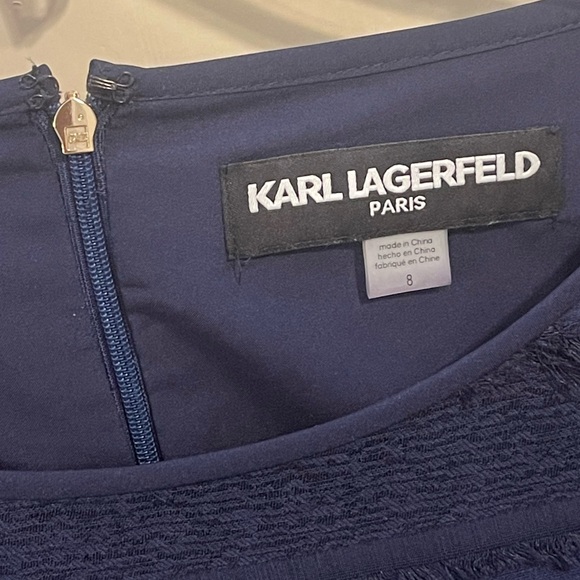 KARL LAGERFELD
PARIS
made in China
hecho en China
fabriqué en Chine
8